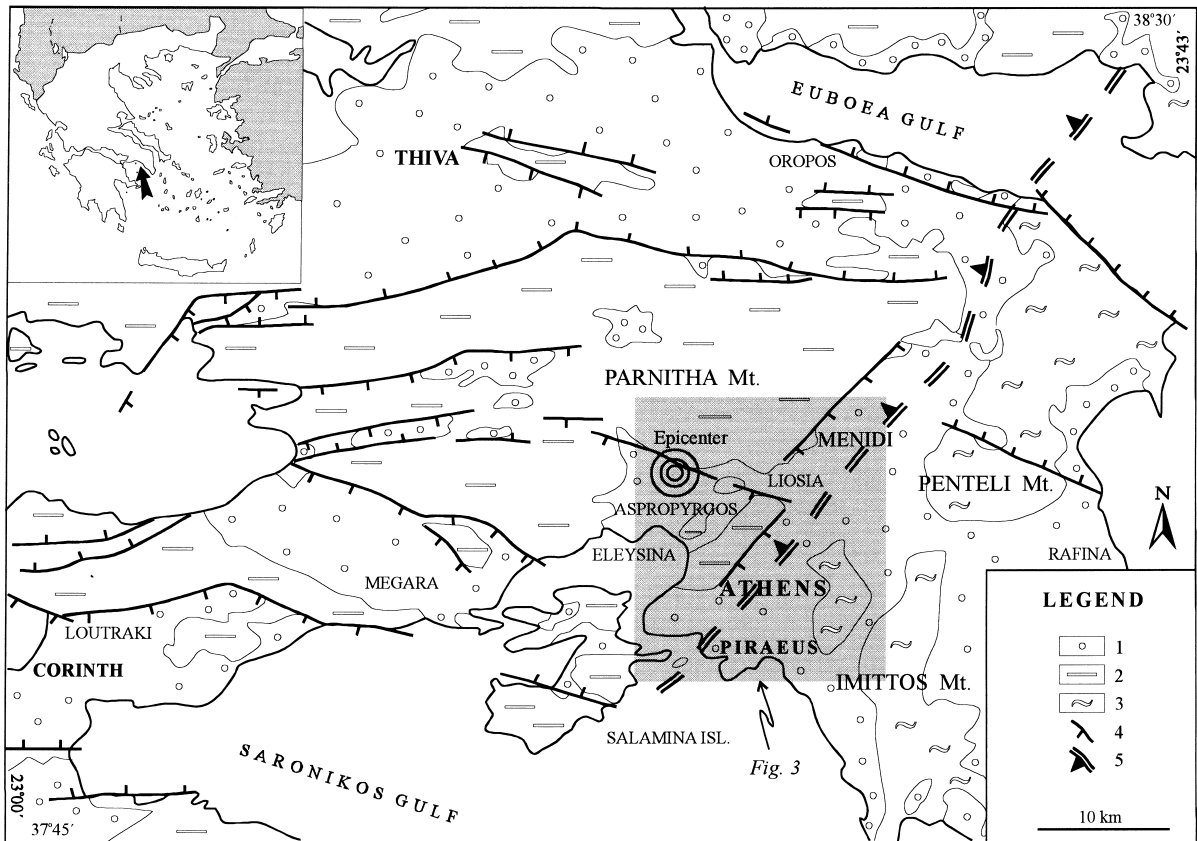 38°30′
23°43′
EUBOEA GULF
THIVA
OROPOS
PARNITHA Mt.
Epicenter
MENIDI
LIOSIA
PENTELI Mt.
ASPROPYRGOS
N
ELEYSINA
RAFINA
MEGARA
ATHENS
LOUTRAKI
PIRAEUS
CORINTH
IMITTOS Mt.
SALAMINA ISL.
SARONIKOS GULF
Fig. 3
23°00′
37°45′
LEGEND
1
2
3
4
5
10 km